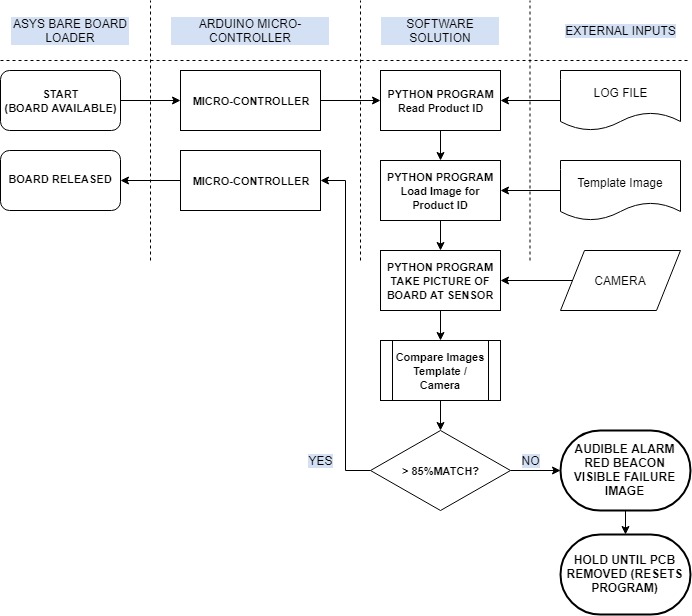 ASYS BARE BOARD
LOADER
ARDUINO MICRO-
CONTROLLER
SOFTWARE
SOLUTION
EXTERNAL INPUTS
START
(BOARD AVAILABLE)
MICRO-CONTROLLER
PYTHON PROGRAM
Read Product ID
LOG FILE
BOARD RELEASED
MICRO-CONTROLLER
PYTHON PROGRAM
Load Image for
Product ID
Template Image
PYTHON PROGRAM
TAKE PICTURE OF
BOARD AT SENSOR
CAMERA
Compare Images
Template /
Camera
YES
> 85%MATCH?
NO
AUDIBLE ALARM
RED BEACON
VISIBLE FAILURE
IMAGE
HOLD UNTIL PCB
REMOVED (RESETS
PROGRAM)